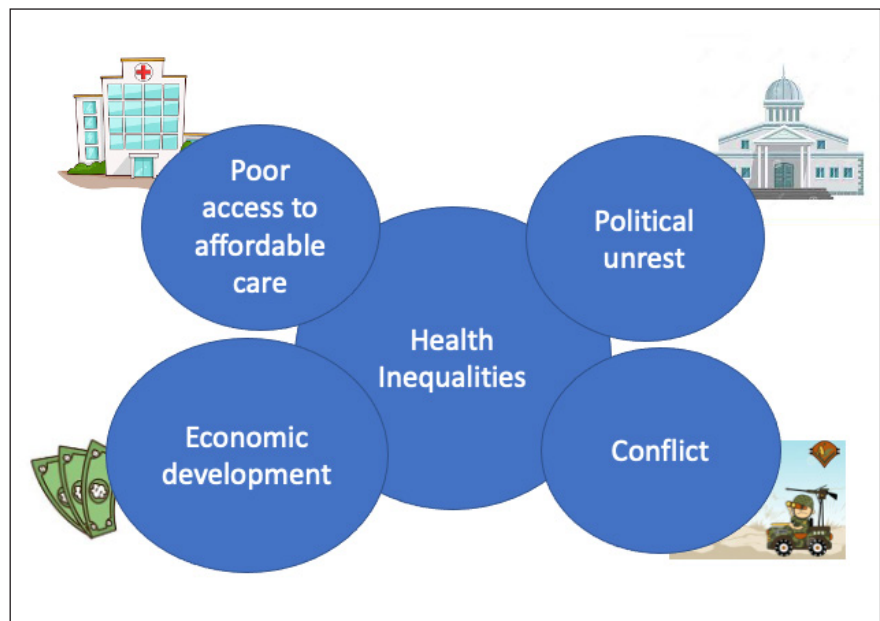 Poor
access to
affordable
care
Political
unrest
Health
Inequalities
Economic
development
Conflict